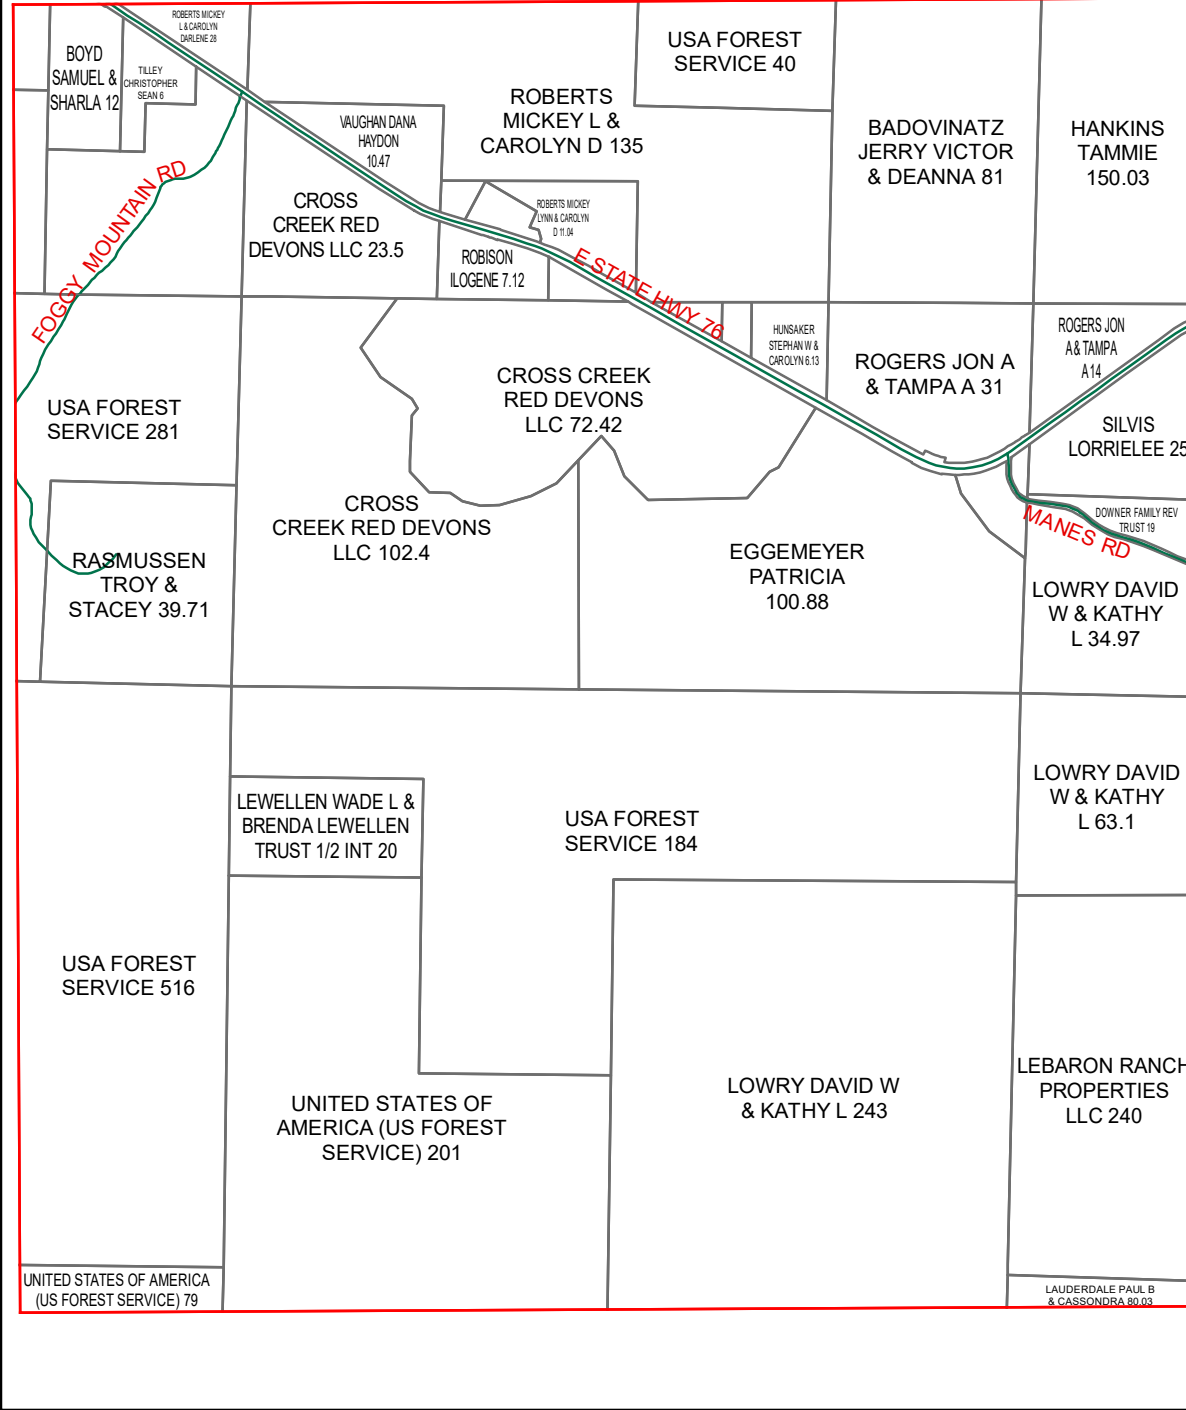 ROBERTS MICKEY
L & CAROLYN
DARLENE 28
BOYD
SAMUEL &
SHARLA 12
TILLEY
CHRISTOPHER
SEAN 6
USA FOREST
SERVICE 40
ROBERTS
MICKEY L &
CAROLYN D 135
VAUGHAN DANA
HAYDON
10.47
BADOVINATZ
JERRY VICTOR
& DEANNA 81
HANKINS
TAMMIE
150.03
FOGGY MOUNTAIN RD
CROSS
CREEK RED
DEVONS LLC 23.5
ROBERTS MICKEY
LYNN & CAROLYN
D 11.04
ROBISON
ILOGENE 7.12
E STATE HWY 76
HUNSAKER
STEPHAN W &
CAROLYN 6.13
ROGERS JON A
& TAMPA A 31
ROGERS JON
A & TAMPA
A 14
CROSS CREEK
RED DEVONS
LLC 72.42
USA FOREST
SERVICE 281
SILVIS
LORRIELEE 25
CROSS
CREEK RED DEVONS
LLC 102.4
MANES RD
DOWNER FAMILY REV
TRUST 19
RASMUSSEN
TROY &
STACEY 39.71
EGGEMEYER
PATRICIA
100.88
LOWRY DAVID
W & KATHY
L 34.97
LEWELLEN WADE L &
BRENDA LEWELLEN
TRUST 1/2 INT 20
USA FOREST
SERVICE 184
LOWRY DAVID
W & KATHY
L 63.1
USA FOREST
SERVICE 516
UNITED STATES OF
AMERICA (US FOREST
SERVICE) 201
LOWRY DAVID W
& KATHY L 243
LEBARON RANCH
PROPERTIES
LLC 240
UNITED STATES OF AMERICA
(US FOREST SERVICE) 79
LAUDERDALE PAUL B
& CASSONDRA 80.03